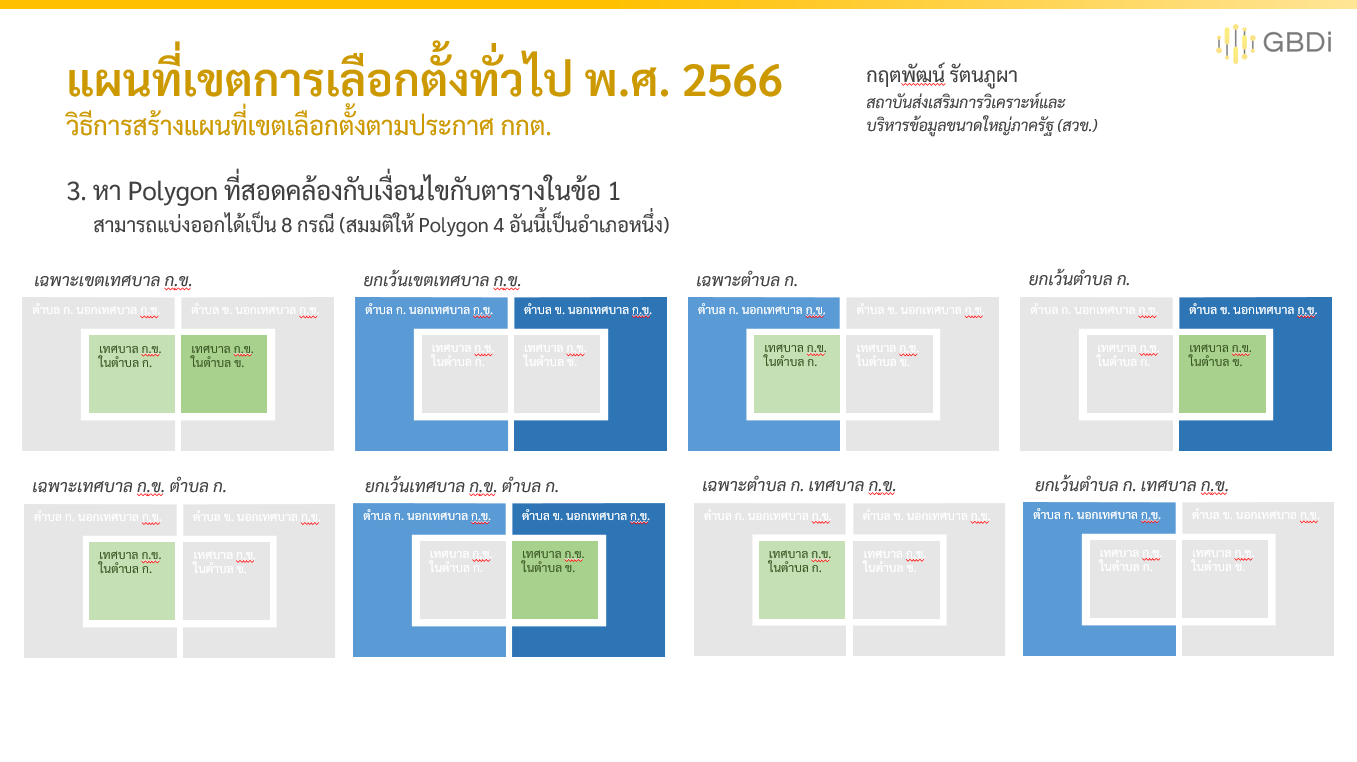 GBDi
แผนที่เขตการเลือกตั้งทั่วไป พ.ศ. 2566
วิธีการสร้างแผนที่เขตเลือกตั้งตามประกาศ กกต.
กฤตพัฒน์ รัตนภูผา
สถาบันส่งเสริมการวิเคราะห์และ
บริหารข้อมูลขนาดใหญ่ภาครัฐ (สวข.)
3. หา Polygon ที่สอดคล้องกับเงื่อนไขกับตารางในข้อ 1
สามารถแบ่งออกได้เป็น 8 กรณี (สมมติให้ Polygon 4 อันนี้เป็นอำเภอหนึ่ง)
เฉพาะเขตเทศบาล ก.ข.
ตำบล ก. นอกเทศบาล ก.ข.
ตำบล ข. นอกเทศบาล ก.ข.
เทศบาล ก.ข.
ในตำบล ก.
เทศบาล ก.ข.
ในตำบล ข.
ยกเว้นเขตเทศบาล ก.ข.
ตำบล ก. นอกเทศบาล ก.ข.
ตำบล ข. นอกเทศบาล ก.ข.
เทศบาล ก.ข.
ในตำบล ก.
เทศบาล ก.ข.
ในตำบล ข.
เฉพาะตำบล ก.
ตำบล ก. นอกเทศบาล ก.ข.
ตำบล ข. นอกเทศบาล ก.ข.
เทศบาล ก.ข.
ในตำบล ก.
เทศบาล ก.ข.
ในตำบล ข.
ยกเว้นตำบล ก.
ตำบล ก. นอกเทศบาล ก.ข.
ตำบล ข. นอกเทศบาล ก.ข.
เทศบาล ก.ข.
ในตำบล ก.
เทศบาล ก.ข.
ในตำบล ข.
เฉพาะเทศบาล ก.ข. ตำบล ก.
ตำบล ก. นอกเทศบาล ก.ข.
ตำบล ข. นอกเทศบาล ก.ข.
เทศบาล ก.ข.
ในตำบล ก.
เทศบาล ก.ข.
ในตำบล ข.
ยกเว้นเทศบาล ก.ข. ตำบล ก.
ตำบล ก. นอกเทศบาล ก.ข.
ตำบล ข. นอกเทศบาล ก.ข.
เทศบาล ก.ข.
ในตำบล ก.
เทศบาล ก.ข.
ในตำบล ข.
เฉพาะตำบล ก. เทศบาล ก.ข.
ตำบล ก. นอกเทศบาล ก.ข.
ตำบล ข. นอกเทศบาล ก.ข.
เทศบาล ก.ข.
ในตำบล ก.
เทศบาล ก.ข.
ในตำบล ข.
ยกเว้นตำบล ก. เทศบาล ก.ข.
ตำบล ก. นอกเทศบาล ก.ข.
ตำบล ข. นอกเทศบาล ก.ข.
เทศบาล ก.ข.
ในตำบล ก.
เทศบาล ก.ข.
ในตำบล ข.